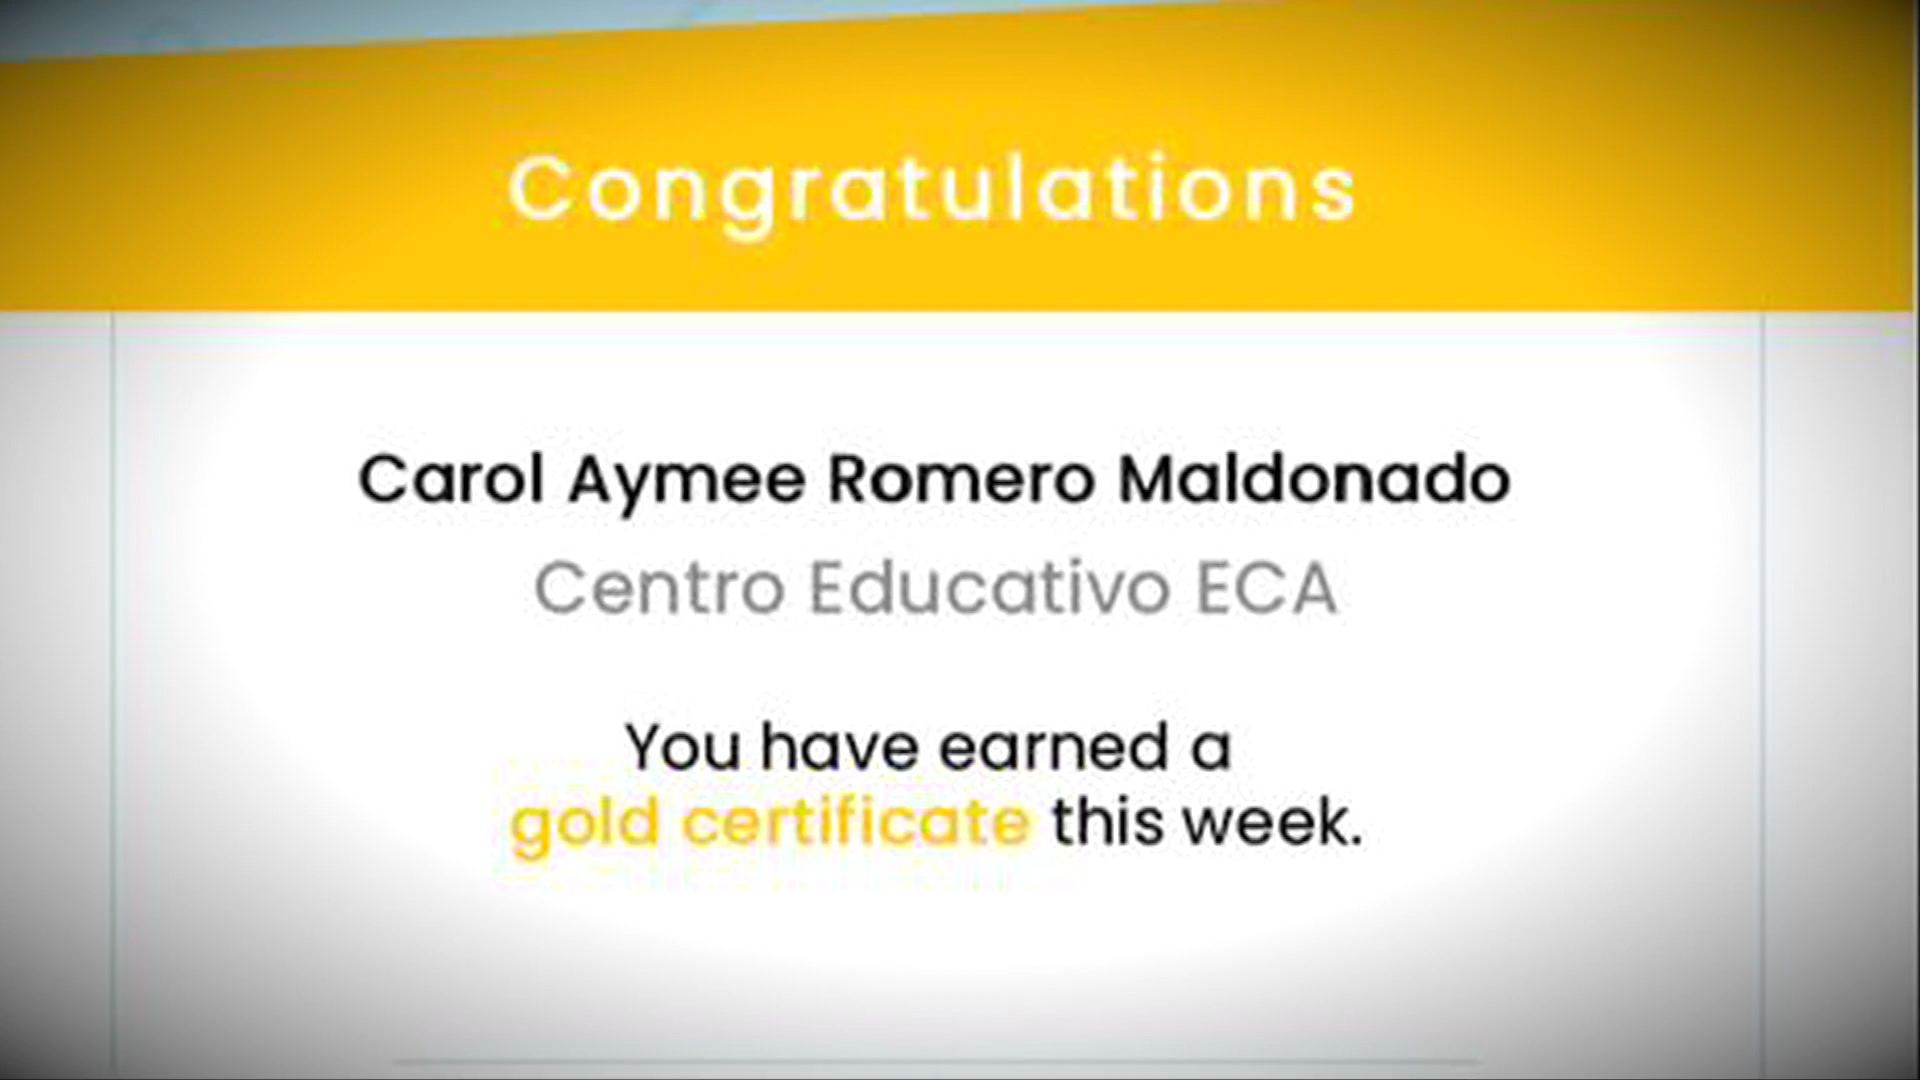 Congratulations
Carol Aymee Romero Maldonado
Centro Educativo ECA
You have earned a
gold certificate this week.